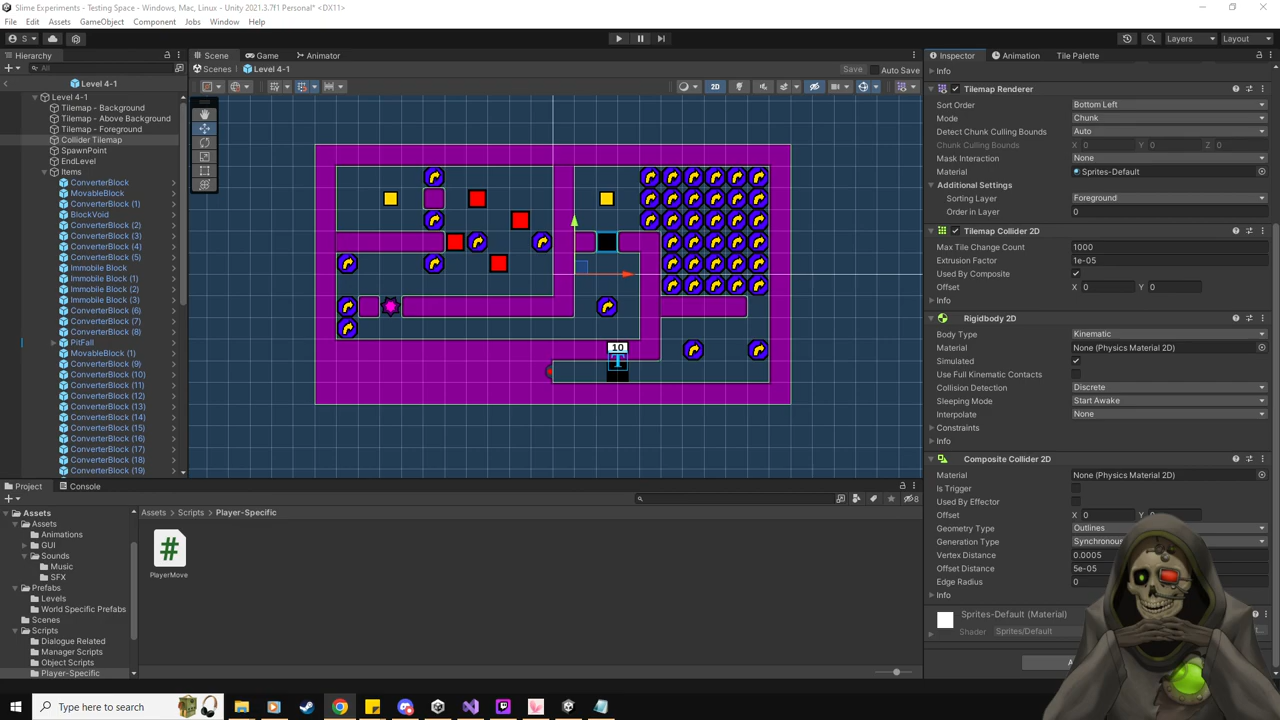 Slime Experiments - Testing Space - Windows, Mac, Linux - Unity 2021.3.7f1 Personal* <DX11>
File Edit Assets GameObject Component Jobs Window Help
S Layers Layout
Hierarchy
All
Level 4-1
Level 4-1
Tilemap - Background
Tilemap - Above Background
Tilemap - Foreground
Collider Tilemap
SpawnPoint
EndLevel
Items
ConverterBlock
MovableBlock
ConverterBlock (1)
BlockVoid
ConverterBlock (2)
ConverterBlock (3)
ConverterBlock (4)
ConverterBlock (5)
Immobile Block
Immobile Block (1)
Immobile Block (2)
Immobile Block (3)
ConverterBlock (6)
ConverterBlock (7)
ConverterBlock (8)
PitFall
MovableBlock (1)
ConverterBlock (9)
ConverterBlock (10)
ConverterBlock (11)
ConverterBlock (12)
ConverterBlock (13)
ConverterBlock (14)
ConverterBlock (15)
ConverterBlock (16)
ConverterBlock (17)
ConverterBlock (18)
ConverterBlock (19)
Scene Game Animator
Scenes Level 4-1 Save Auto Save
2D
10
T
Inspector Animation Tile Palette
Info
Tilemap Renderer
Sort Order Bottom Left
Mode Chunk
Detect Chunk Culling Bounds Auto
Chunk Culling Bounds X 0 Y 0 Z 0
Mask Interaction None
Material Sprites-Default
Additional Settings
Sorting Layer Foreground
Order in Layer 0
Tilemap Collider 2D
Max Tile Change Count 1000
Extrusion Factor 1e-05
Used By Composite
Offset X 0 Y 0
Info
Rigidbody 2D
Body Type Kinematic
Material None (Physics Material 2D)
Simulated
Use Full Kinematic Contacts
Collision Detection Discrete
Sleeping Mode Start Awake
Interpolate None
Constraints
Info
Composite Collider 2D
Material None (Physics Material 2D)
Is Trigger
Used By Effector
Offset X 0
Geometry Type Outlines
Generation Type Synchronous
Vertex Distance 0.0005
Offset Distance 5e-05
Edge Radius 0
Info
Sprites-Default (Material)
Shader Sprites/Default
Project Console
8
Assets
Assets
Animations
GUI
Sounds
Music
SFX
Prefabs
Levels
World Specific Prefabs
Scenes
Scripts
Dialogue Related
Manager Scripts
Object Scripts
Player-Specific
Assets > Scripts > Player-Specific
#
PlayerMove
Type here to search